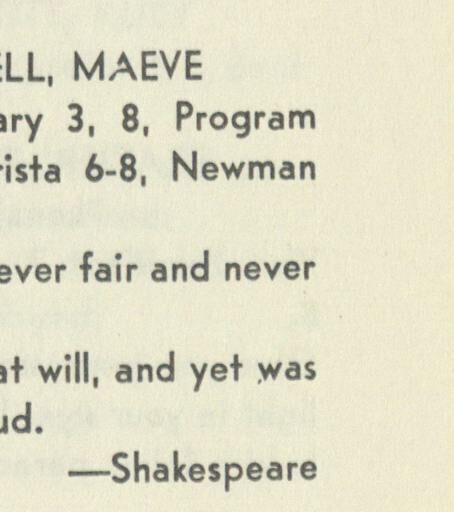 ELL, MAEVE
ary 3, 8, Program
rista 6-8, Newman
ever fair and never
at will, and yet was
ud.
—Shakespeare